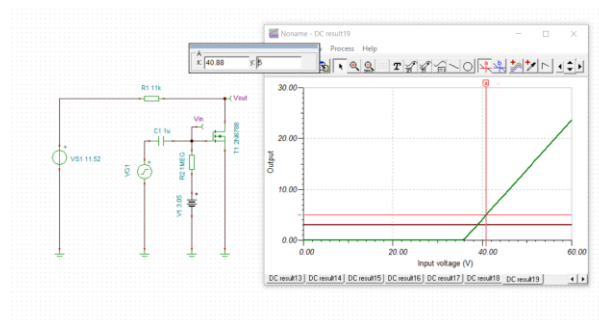 Noname - DC result19
Process Help
A
X: 40.88 y: 5
R1 11k
Vout
Vin
C1 1u
T1 2N6788
VS1 11.52
VG1
R2 1MEG
V1 3.05
30.00
20.00
10.00
0.00
Output
0.00 20.00 40.00 60.00
Input voltage (V)
DC result13 DC result14 DC result15 DC result16 DC result17 DC result18 DC result19